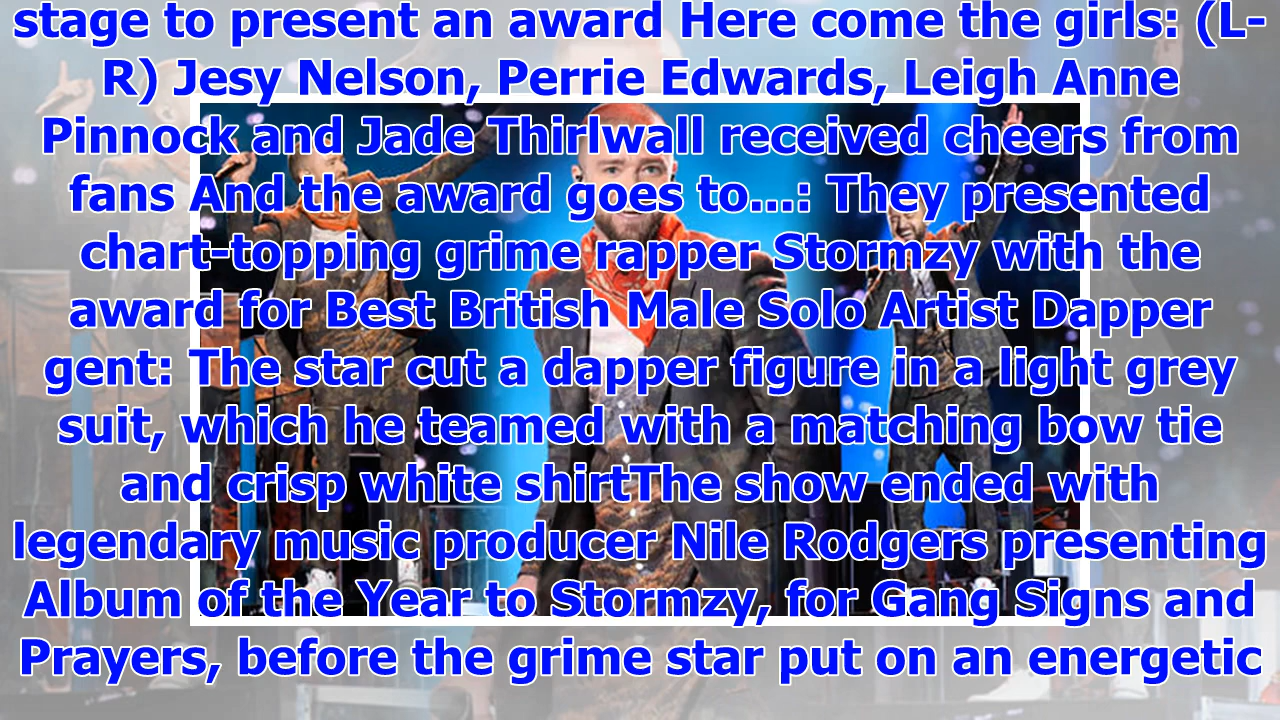 stage to present an award Here come the girls: (L-
R) Jesy Nelson, Perrie Edwards, Leigh Anne
Pinnock and Jade Thirlwall received cheers from
fans And the award goes to...: They presented
chart-topping grime rapper Stormzy with the
award for Best British Male Solo Artist Dapper
gent: The star cut a dapper figure in a light grey
suit, which he teamed with a matching bow tie
and crisp white shirtThe show ended with
legendary music producer Nile Rodgers presenting
Album of the Year to Stormzy, for Gang Signs and
Prayers, before the grime star put on an energetic